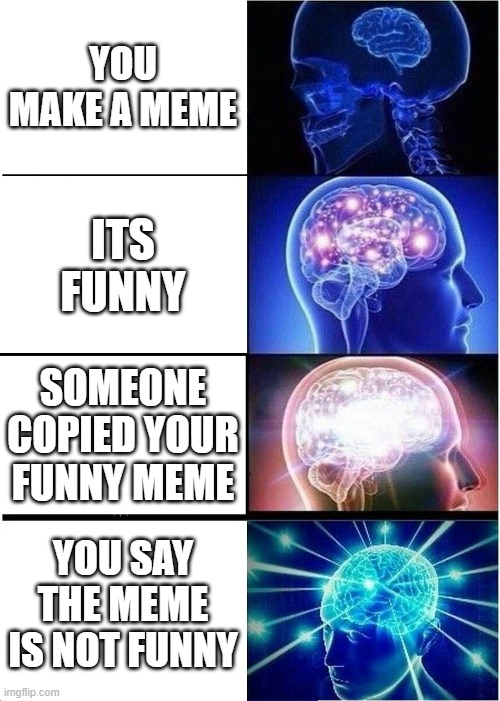 YOU
MAKE A MEME
ITS
FUNNY
SOMEONE
COPIED YOUR
FUNNY MEME
YOU SAY
THE MEME
IS NOT FUNNY
imgflip.com